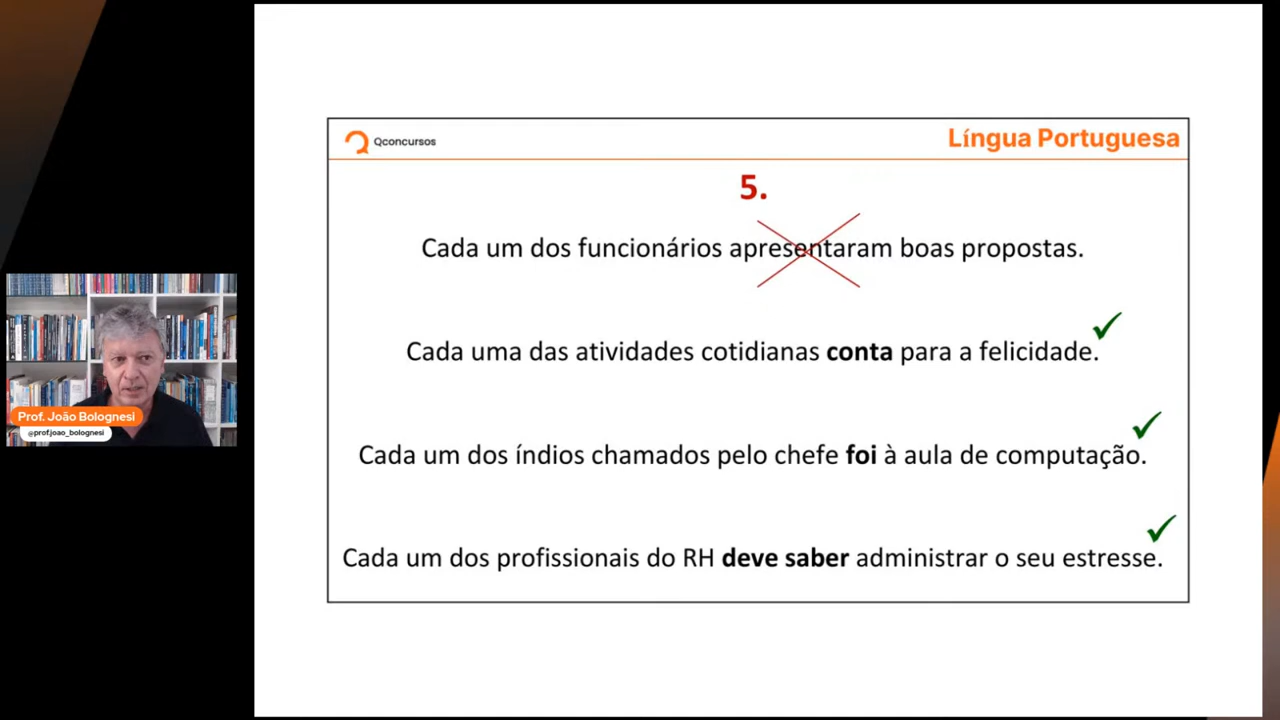 Qconcursos
Língua Portuguesa
5.
Cada um dos funcionários apresentaram boas propostas.
Cada uma das atividades cotidianas conta para a felicidade.
Cada um dos índios chamados pelo chefe foi à aula de computação.
Cada um dos profissionais do RH deve saber administrar o seu estresse.
Prof. João Bolognesi
@prof.joao_bolognesi